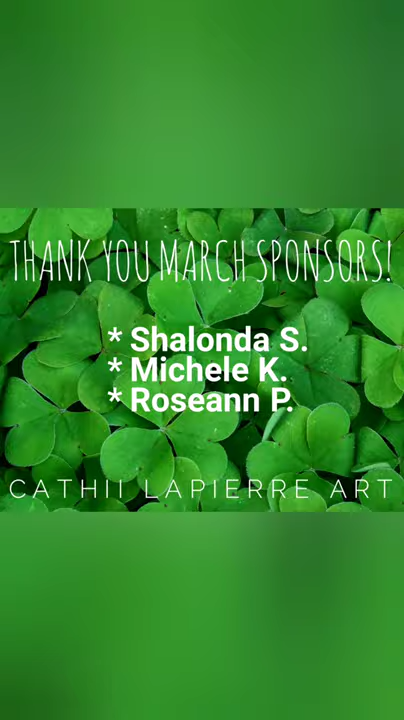 THANK YOU MARCH SPONSORS!
* Shalonda S.
* Michele K.
* Roseann P.
CATHII LAPIERRE ART